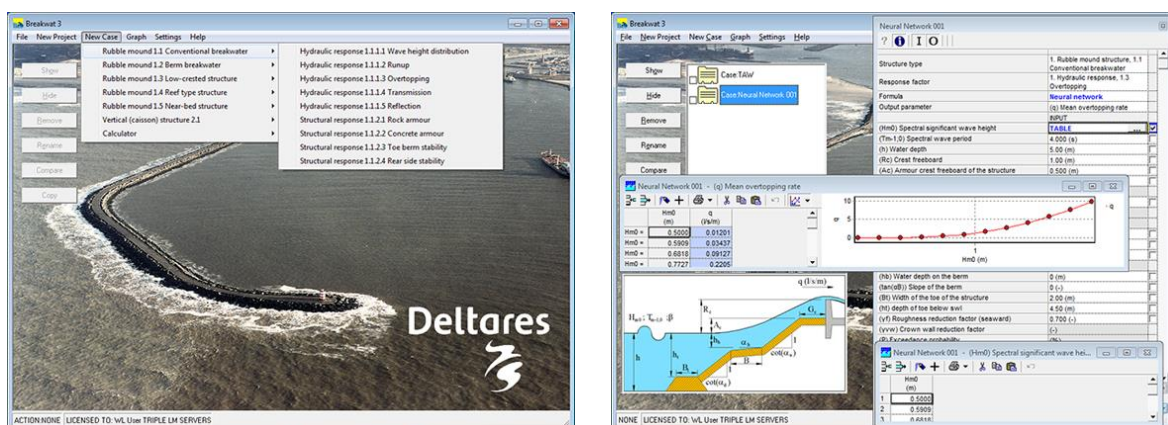 Breakwat 3
File New Project New Case Graph Settings Help
Rubble mound 1.1 Conventional breakwater
Rubble mound 1.2 Berm breakwater
Rubble mound 1.3 Low-crested structure
Rubble mound 1.4 Reef type structure
Rubble mound 1.5 Near-bed structure
Vertical (caisson) structure 2.1
Calculator
Hydraulic response 1.1.1.1 Wave height distribution
Hydraulic response 1.1.1.2 Runup
Hydraulic response 1.1.1.3 Overtopping
Hydraulic response 1.1.1.4 Transmission
Hydraulic response 1.1.1.5 Reflection
Structural response 1.1.2.1 Rock armour
Structural response 1.1.2.2 Concrete armour
Structural response 1.1.2.3 Toe berm stability
Structural response 1.1.2.4 Rear side stability
Show
Hide
Remove
Rename
Compare
Copy
Deltares
ACTION:NONE LICENSED TO: WL User TRIPLE LM SERVERS
Breakwat 3
File New Project New Case Graph Settings Help
Show
Hide
Remove
Rename
Compare
Case:TAW
Case:Neural Network 001
Neural Network 001
? I O
Structure type 1. Rubble mound structure, 1.1 Conventional breakwater
Response factor 1. Hydraulic response, 1.3 Overtopping
Formula Neural network
Output parameter (q) Mean overtopping rate
INPUT
(Hm0) Spectral significant wave height TABLE ...
(Tm-1;0) Spectral wave period 4.000 (s)
(h) Water depth 5.00 (m)
(Rc) Crest freeboard 1.00 (m)
(Ac) Armour crest freeboard of the structure 0.500 (m)
Neural Network 001 - (q) Mean overtopping rate
Hm0 q
(m) (l/s/m)
Hm0 = 0.5000 0.01201
Hm0 = 0.5909 0.03437
Hm0 = 0.6818 0.09127
Hm0 = 0.7727 0.2205
10
5
0
q
1
Hm0 (m)
- q
(hb) Water depth on the berm 0 (m)
(tan(αB)) Slope of the berm 0 (-)
(Bt) Width of the toe of the structure 2.00 (m)
(ht) depth of toe below swl 4.50 (m)
(γf) Roughness reduction factor (seaward) 0.700 (-)
(γvw) Crown wall reduction factor (-)
(P) Exceedance probability (%)
q (l/s/m)
Neural Network 001 - (Hm0) Spectral significant wave hei...
Hm0
(m)
1 0.5000
2 0.5909
3 0.6818
NONE LICENSED TO: WL User TRIPLE LM SERVERS